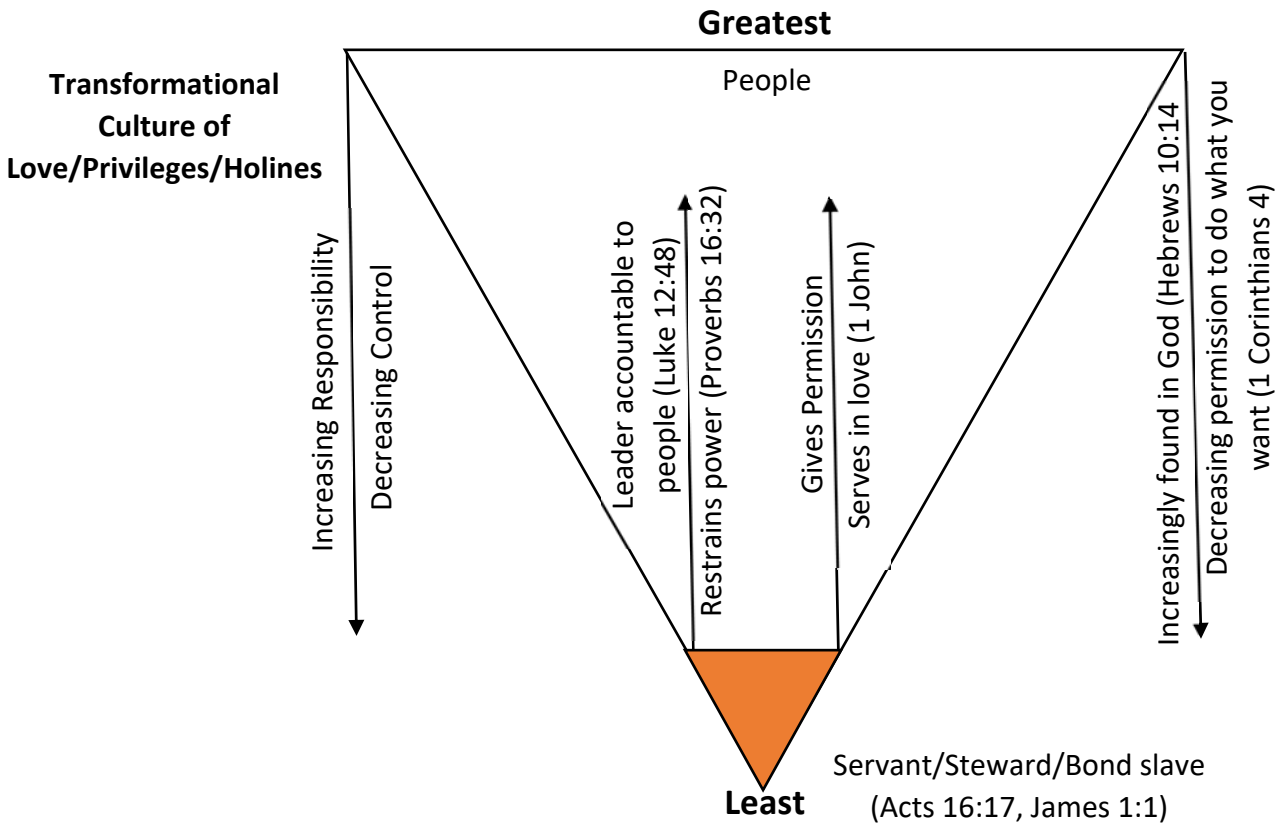 Greatest
People
Transformational
Culture of
Love/Privileges/Holines
Increasing Responsibility
Decreasing Control
Leader accountable to
people (Luke 12:48)
Restrains power (Proverbs 16:32)
Gives Permission
Serves in love (1 John)
Increasingly found in God (Hebrews 10:14
Decreasing permission to do what you
want (1 Corinthians 4)
Servant/Steward/Bond slave
(Acts 16:17, James 1:1)
Least